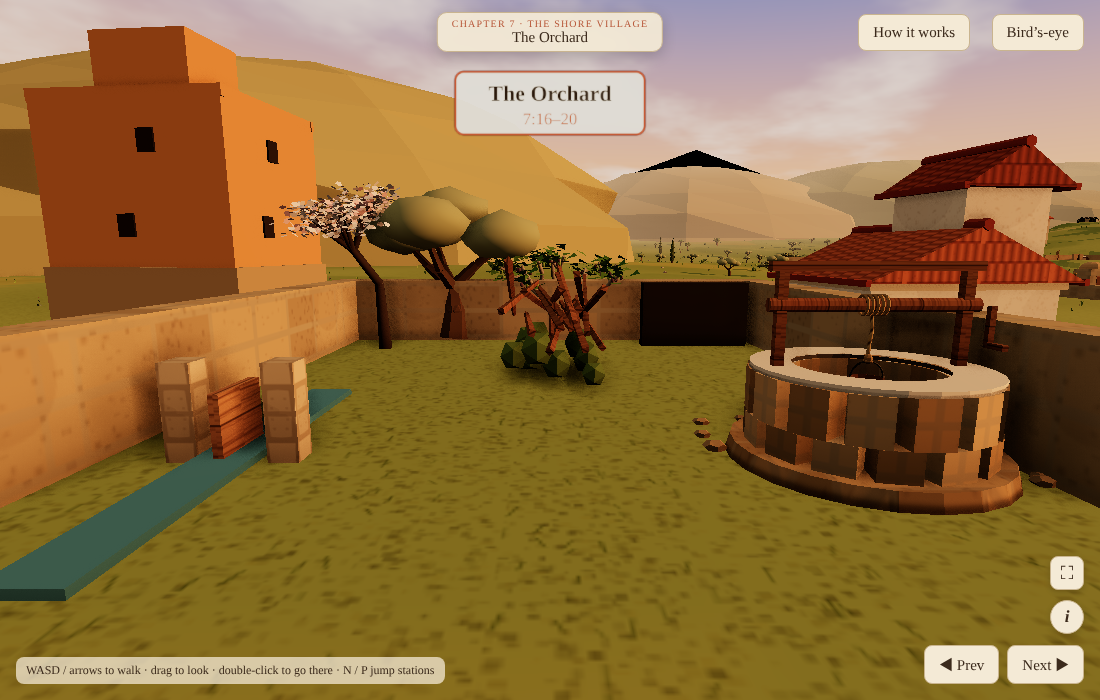 CHAPTER 7 · THE SHORE VILLAGE
The Orchard
How it works
Bird’s-eye
The Orchard
7:16–20
i
WASD / arrows to walk · drag to look · double-click to go there · N / P jump stations
◀ Prev
Next ▶